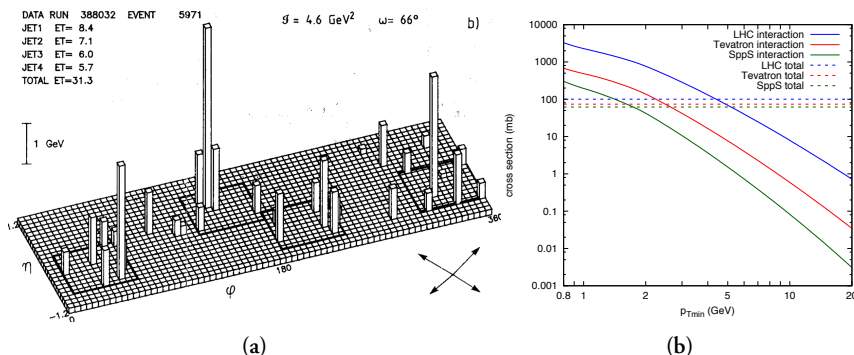 DATA RUN 388032 EVENT 5971
JET1 ET= 8.4
JET2 ET= 7.1
JET3 ET= 6.0
JET4 ET= 5.7
TOTAL ET=31.3
= 4.6 GeV² ω= 66°
b)
1 GeV
1.2
η
-1.2
0
φ
180
360
(a)
10000
1000
100
10
1
0.1
0.01
0.001
cross section (mb)
LHC interaction
Tevatron interaction
SppS interaction
LHC total
Tevatron total
SppS total
0.8 1 2 5 10 20
pTmin (GeV)
(b)